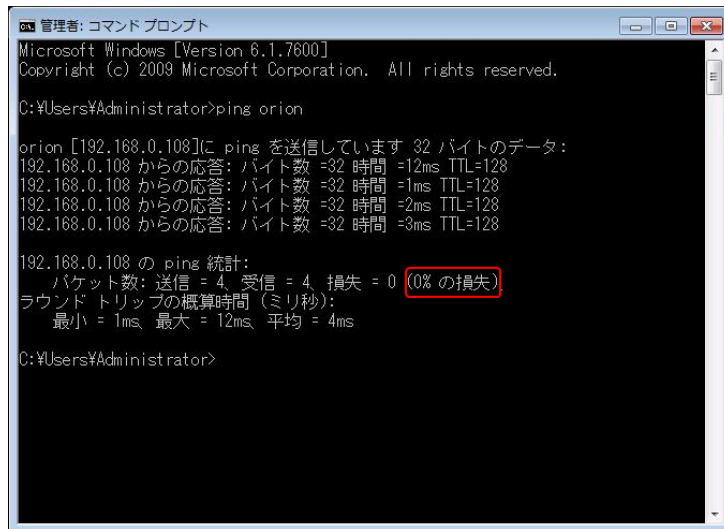 管理者: コマンド プロンプト
Microsoft Windows [Version 6.1.7600]
Copyright (c) 2009 Microsoft Corporation.  All rights reserved.
C:¥Users¥Administrator>ping orion
orion [192.168.0.108]に ping を送信しています 32 バイトのデータ:
192.168.0.108 からの応答: バイト数 =32 時間 =12ms TTL=128
192.168.0.108 からの応答: バイト数 =32 時間 =1ms TTL=128
192.168.0.108 からの応答: バイト数 =32 時間 =2ms TTL=128
192.168.0.108 からの応答: バイト数 =32 時間 =3ms TTL=128
192.168.0.108 の ping 統計:
パケット数: 送信 = 4、受信 = 4、損失 = 0 (0% の損失)、
ラウンド トリップの概算時間 (ミリ秒):
最小 = 1ms、最大 = 12ms、平均 = 4ms
C:¥Users¥Administrator>